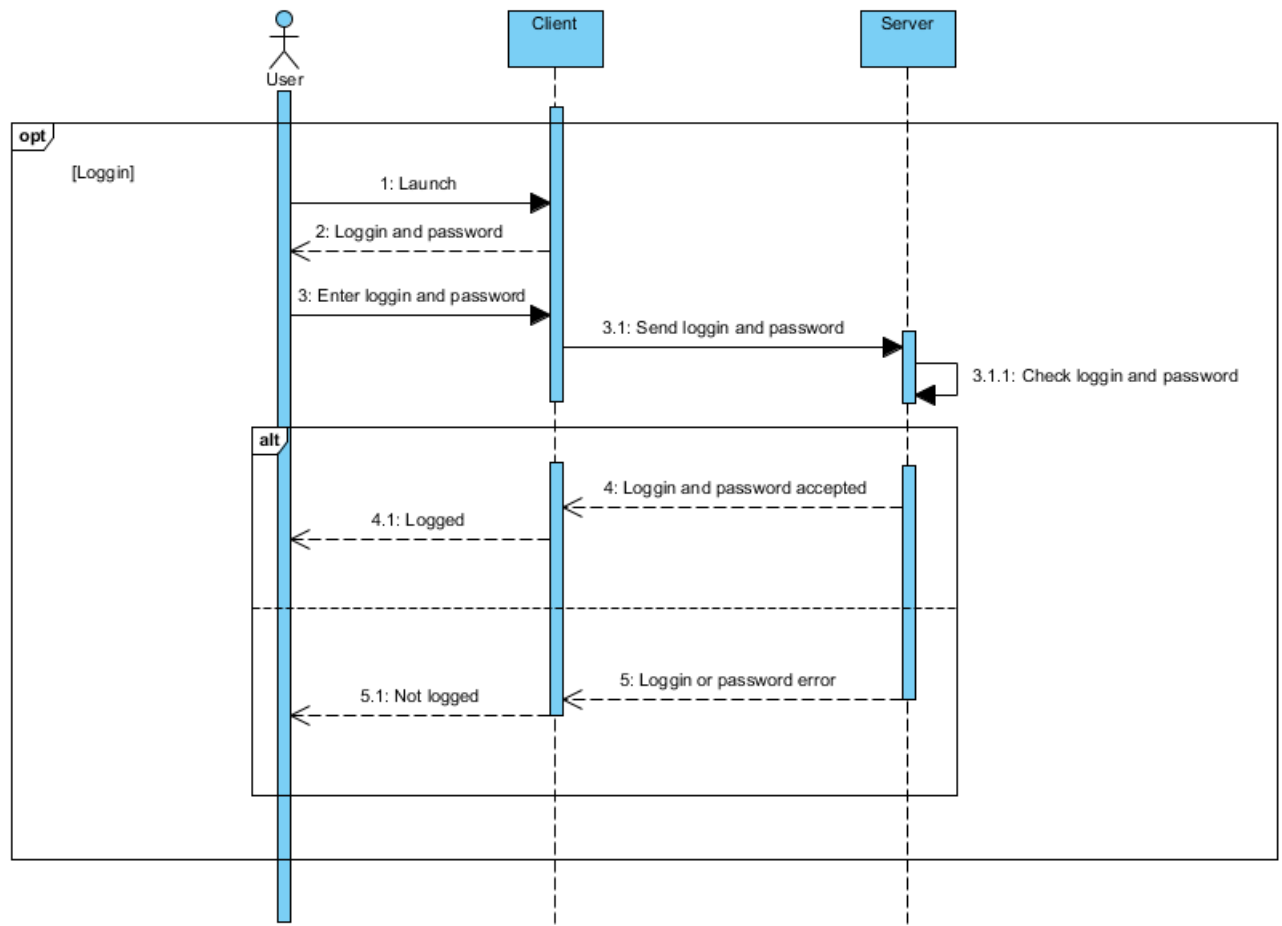 User
Client
Server
opt
[Loggin]
1: Launch
2: Loggin and password
3: Enter loggin and password
3.1: Send loggin and password
3.1.1: Check loggin and password
alt
4: Loggin and password accepted
4.1: Logged
5: Loggin or password error
5.1: Not logged